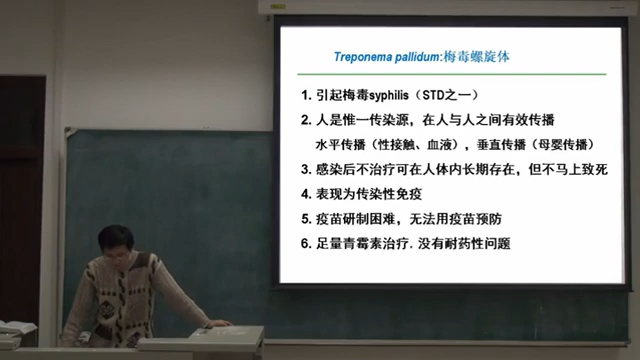 Treponema pallidum:梅毒螺旋体
1. 引起梅毒syphilis（STD之一）
2. 人是惟一传染源，在人与人之间有效传播
水平传播（性接触、血液），垂直传播（母婴传播）
3. 感染后不治疗可在人体内长期存在，但不马上致死
4. 表现为传染性免疫
5. 疫苗研制困难，无法用疫苗预防
6. 足量青霉素治疗. 没有耐药性问题